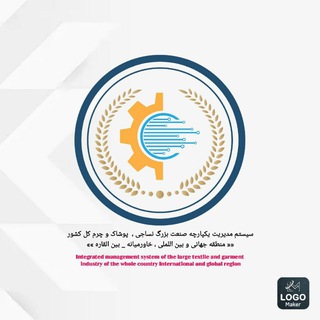 سیستم مدیریت یکپارچه صنعت بزرگ نساجی ، پوشاک و چرم کل کشور
«« منطقه جهانی و بین اللملی ، خاورمیانه _ بین القاره »»
Integrated management system of the large textile and garment
Industry of the whole country International and global region
LOGO
Maker